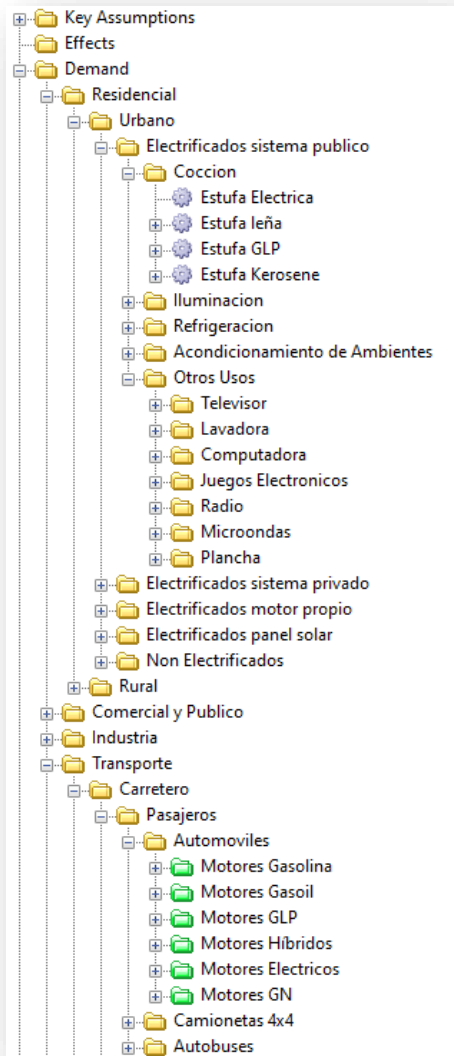 Key Assumptions
Effects
Demand
Residencial
Urbano
Electrificados sistema publico
Coccion
Estufa Electrica
Estufa leña
Estufa GLP
Estufa Kerosene
Iluminacion
Refrigeracion
Acondicionamiento de Ambientes
Otros Usos
Televisor
Lavadora
Computadora
Juegos Electronicos
Radio
Microondas
Plancha
Electrificados sistema privado
Electrificados motor propio
Electrificados panel solar
Non Electrificados
Rural
Comercial y Publico
Industria
Transporte
Carretero
Pasajeros
Automoviles
Motores Gasolina
Motores Gasoil
Motores GLP
Motores Híbridos
Motores Electricos
Motores GN
Camionetas 4x4
Autobuses